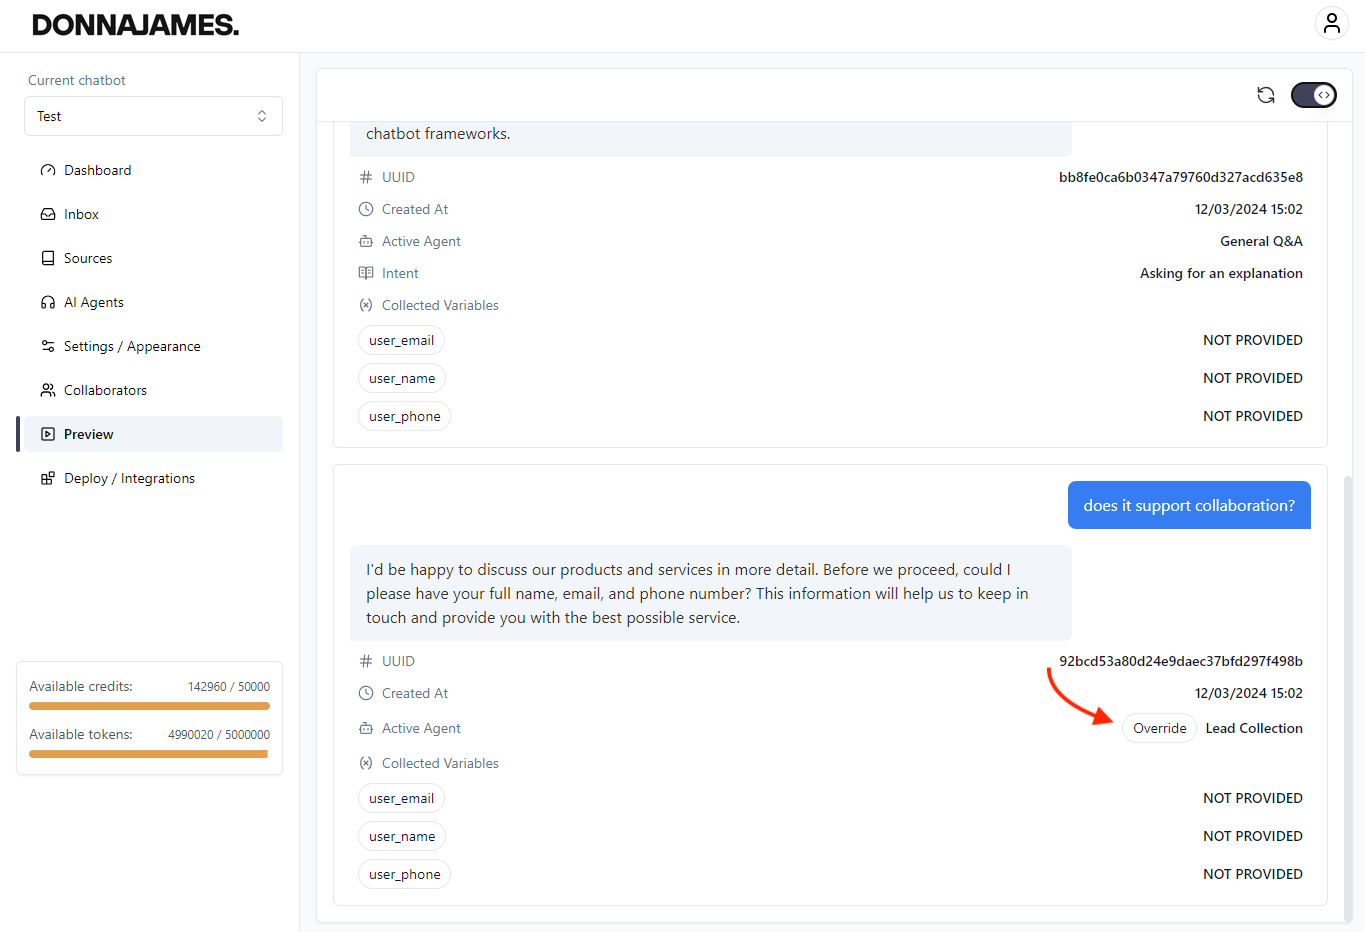 DONNAJAMES.
Current chatbot
Test
Dashboard
Inbox
Sources
AI Agents
Settings / Appearance
Collaborators
Preview
Deploy / Integrations
Available credits: 142960 / 50000
Available tokens: 4990020 / 5000000
chatbot frameworks.
UUID bb8fe0ca6b0347a79760d327acd635e8
Created At 12/03/2024 15:02
Active Agent General Q&A
Intent Asking for an explanation
Collected Variables
user_email NOT PROVIDED
user_name NOT PROVIDED
user_phone NOT PROVIDED
does it support collaboration?
I'd be happy to discuss our products and services in more detail. Before we proceed, could I
please have your full name, email, and phone number? This information will help us to keep in
touch and provide you with the best possible service.
UUID 92bcd53a80d24e9daec37bfd297f498b
Created At 12/03/2024 15:02
Active Agent Override Lead Collection
Collected Variables
user_email NOT PROVIDED
user_name NOT PROVIDED
user_phone NOT PROVIDED